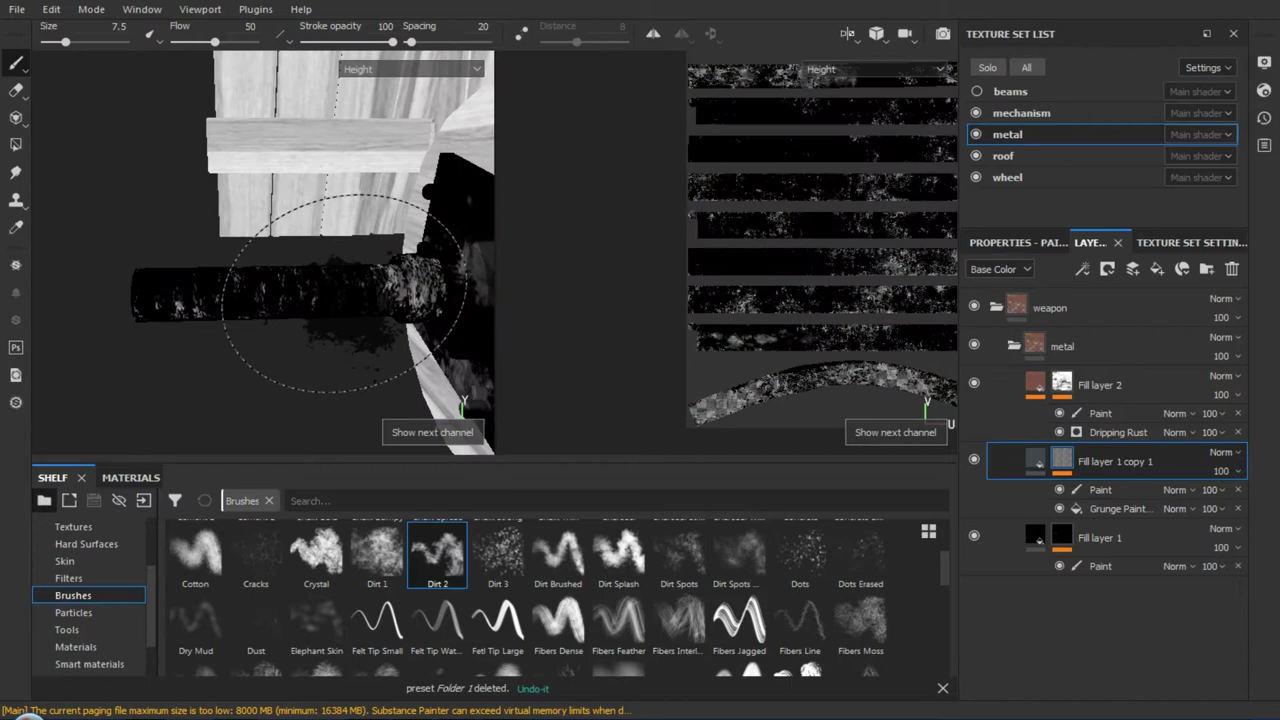 File Edit Mode Window Viewport Plugins Help
Size 7.5 Flow 50 Stroke opacity 100 Spacing 20 Distance 8
Height
Height
Y
Show next channel
V
U
Show next channel
TEXTURE SET LIST
Solo All Settings
beams Main shader
mechanism Main shader
metal Main shader
roof Main shader
wheel Main shader
PROPERTIES - PAI... LAYE... TEXTURE SET SETTIN...
Base Color
weapon Norm 100
metal Norm 100
Fill layer 2 Norm 100
Paint Norm 100
Dripping Rust Norm 100
Fill layer 1 copy 1 Norm 100
Paint Norm 100
Grunge Paint... Norm 100
Fill layer 1 Norm 100
Paint Norm 100
SHELF MATERIALS
Ps
Brushes Search...
Textures
Hard Surfaces
Skin
Filters
Brushes
Particles
Tools
Materials
Smart materials
Cotton Cracks Crystal Dirt 1 Dirt 2 Dirt 3 Dirt Brushed Dirt Splash Dirt Spots Dirt Spots ... Dots Dots Erased
Dry Mud Dust Elephant Skin Felt Tip Small Felt Tip Wat... Fetl Tip Large Fibers Dense Fibers Feather Fibers Interl... Fibers Jagged Fibers Line Fibers Moss
preset Folder 1 deleted. Undo-it
[Main] The current paging file maximum size is too low: 8000 MB (minimum: 16384 MB). Substance Painter can exceed virtual memory limits when d...